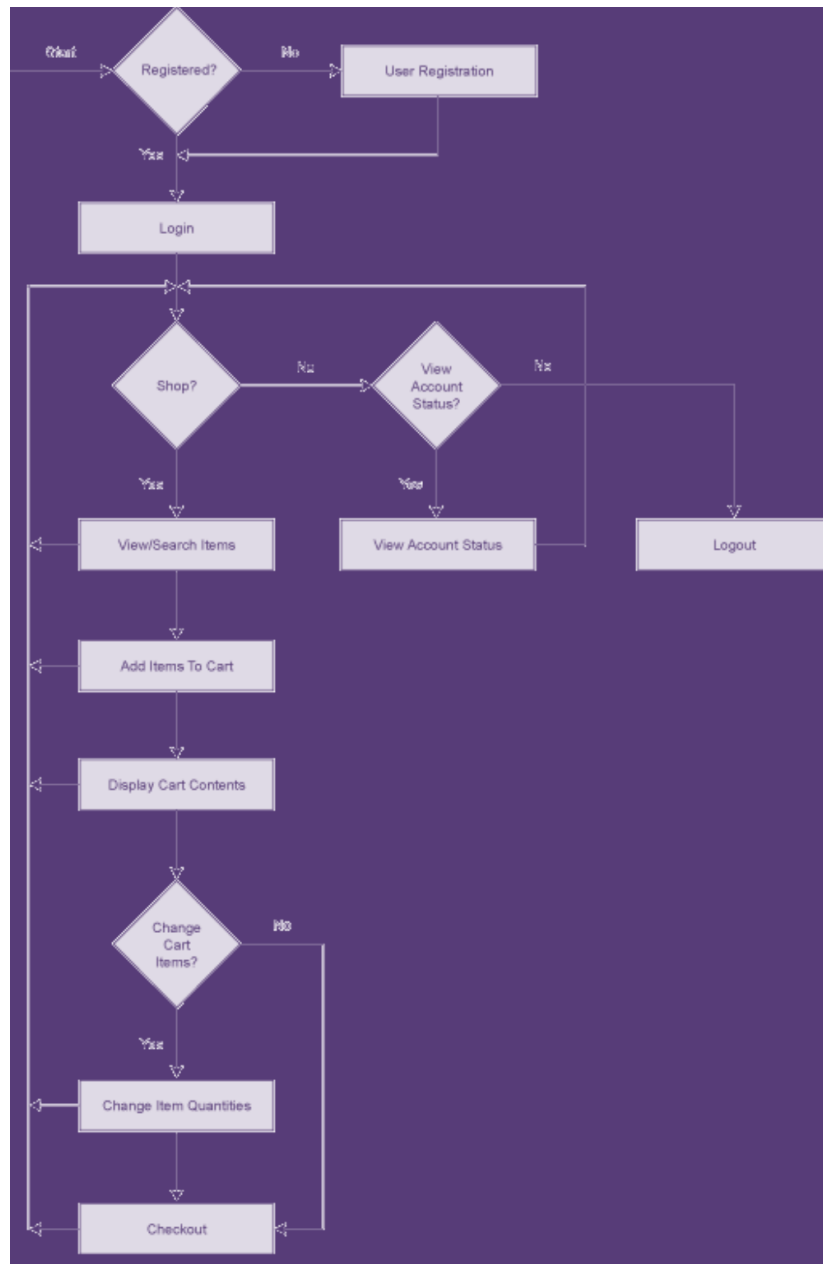 Start
Registered?
No
User Registration
Yes
Login
Shop?
No
View
Account
Status?
No
Yes
Yes
View/Search Items
View Account Status
Logout
Add Items To Cart
Display Cart Contents
Change
Cart
Items?
No
Yes
Change Item Quantities
Checkout